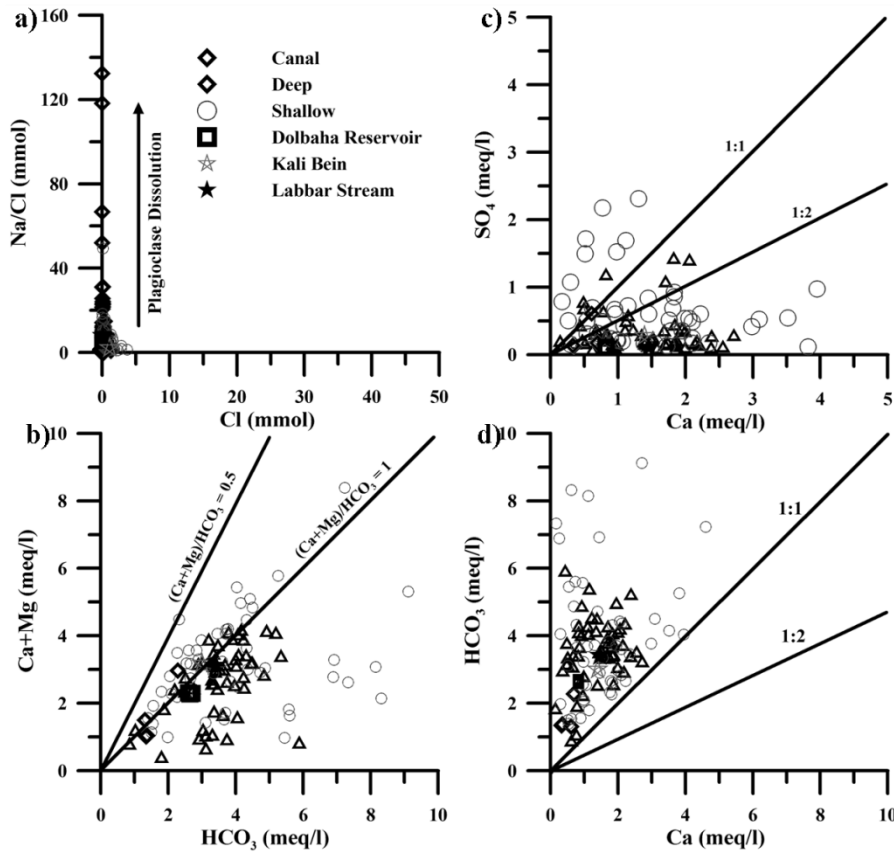 a)
160
120
80
40
0
Na/Cl (mmol)
Plagioclase Dissolution
Canal
Deep
Shallow
Dolbaha Reservoir
Kali Bein
Labbar Stream
0 10 20 30 40 50
Cl (mmol)
c)
5
4
3
2
1
0
SO₄ (meq/l)
1:1
1:2
0 1 2 3 4 5
Ca (meq/l)
b)
10
8
6
4
2
0
Ca+Mg (meq/l)
(Ca+Mg)/HCO₃ = 0.5
(Ca+Mg)/HCO₃ = 1
0 2 4 6 8 10
HCO₃ (meq/l)
d)
10
8
6
4
2
0
HCO₃ (meq/l)
1:1
1:2
0 2 4 6 8 10
Ca (meq/l)